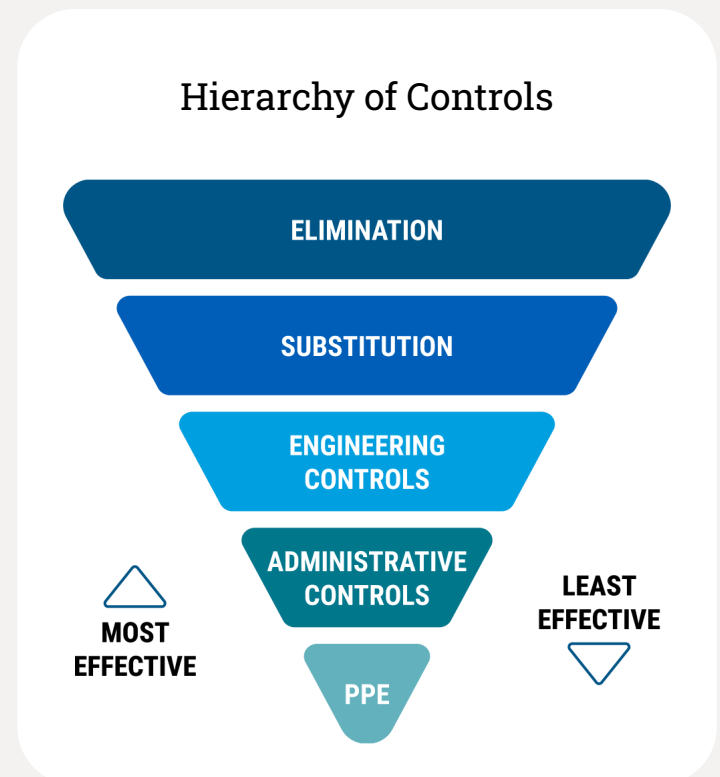 Hierarchy of Controls
ELIMINATION
SUBSTITUTION
ENGINEERING
CONTROLS
ADMINISTRATIVE
CONTROLS
MOST
EFFECTIVE
LEAST
EFFECTIVE
PPE